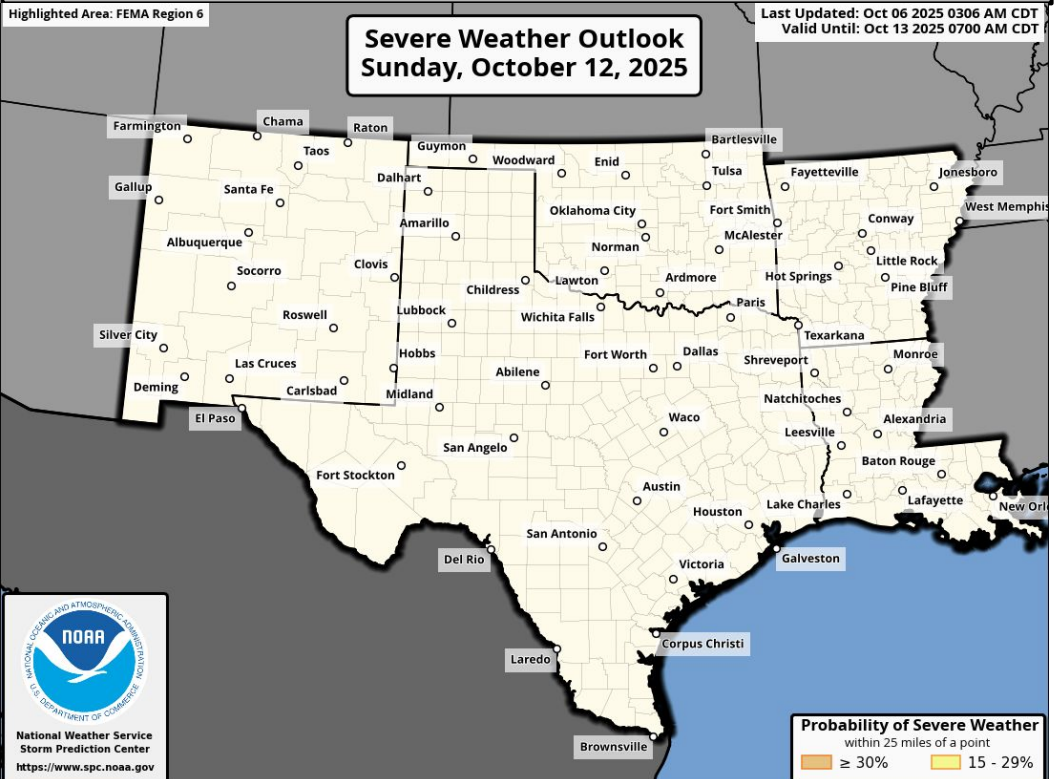 Highlighted Area: FEMA Region 6
Severe Weather Outlook
Sunday, October 12, 2025
Last Updated: Oct 06 2025 0306 AM CDT
Valid Until: Oct 13 2025 0700 AM CDT
Farmington
Chama
Raton
Taos
Guymon
Woodward
Enid
Bartlesville
Tulsa
Fayetteville
Jonesboro
Gallup
Santa Fe
Dalhart
Oklahoma City
Fort Smith
West Memphis
Albuquerque
Amarillo
Norman
McAlester
Conway
Socorro
Clovis
Childress
Lawton
Ardmore
Hot Springs
Little Rock
Pine Bluff
Roswell
Lubbock
Wichita Falls
Paris
Texarkana
Silver City
Las Cruces
Hobbs
Fort Worth
Dallas
Shreveport
Monroe
Deming
Carlsbad
Midland
Abilene
Natchitoches
El Paso
Waco
Leesville
Alexandria
San Angelo
Fort Stockton
Baton Rouge
Austin
Houston
Lake Charles
Lafayette
New Orl
Del Rio
San Antonio
Galveston
Victoria
Laredo
Corpus Christi
Brownsville
NATIONAL OCEANIC AND ATMOSPHERIC ADMINISTRATION
NOAA
U.S. DEPARTMENT OF COMMERCE
National Weather Service
Storm Prediction Center
https://www.spc.noaa.gov
Probability of Severe Weather
within 25 miles of a point
≥ 30%
15 - 29%